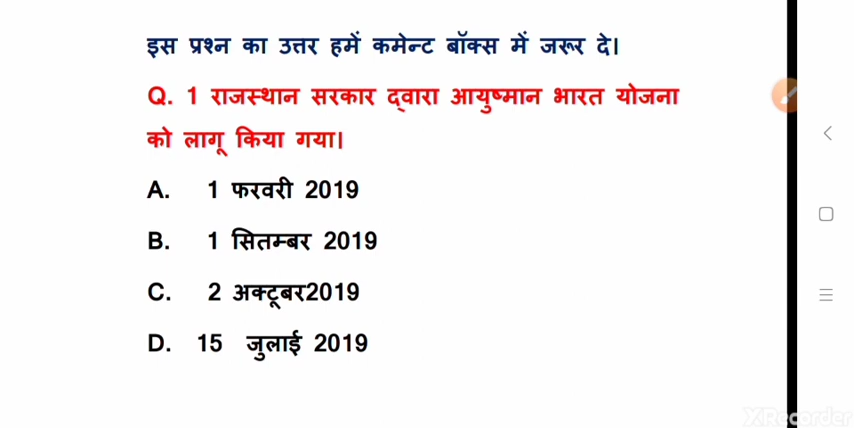 इस प्रश्न का उत्तर हमें कमेन्ट बॉक्स में जरूर दे।
Q. 1 राजस्थान सरकार द्वारा आयुष्मान भारत योजना
को लागू किया गया।
A. 1 फरवरी 2019
B. 1 सितम्बर 2019
C. 2 अक्टूबर2019
D. 15 जुलाई 2019
XRecorder